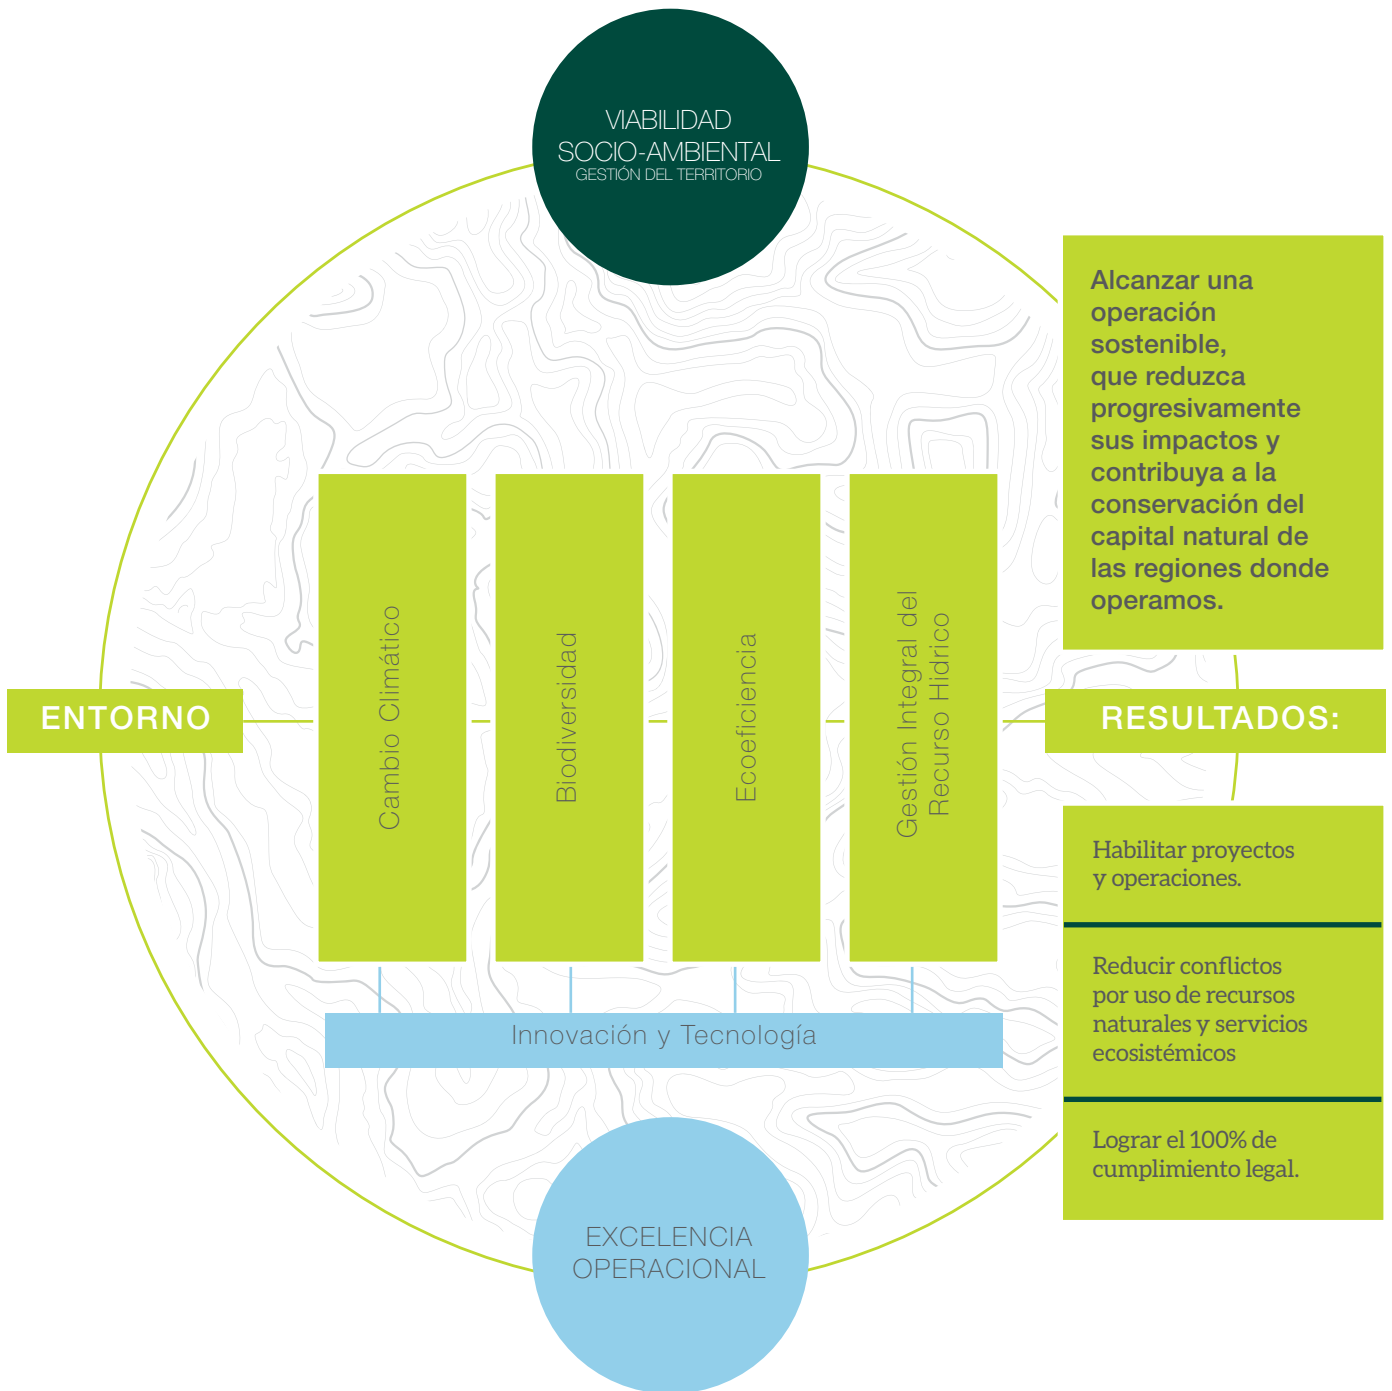 VIABILIDAD
SOCIO-AMBIENTAL
GESTIÓN DEL TERRITORIO
Alcanzar una
operación
sostenible,
que reduzca
progresivamente
sus impactos y
contribuya a la
conservación del
capital natural de
las regiones donde
operamos.
ENTORNO
Cambio Climático
Biodiversidad
Ecoeficiencia
Gestión Integral del
Recurso Hidrico
RESULTADOS:
Habilitar proyectos
y operaciones.
Reducir conflictos
por uso de recursos
naturales y servicios
ecosistémicos
Lograr el 100% de
cumplimiento legal.
Innovación y Tecnología
EXCELENCIA
OPERACIONAL